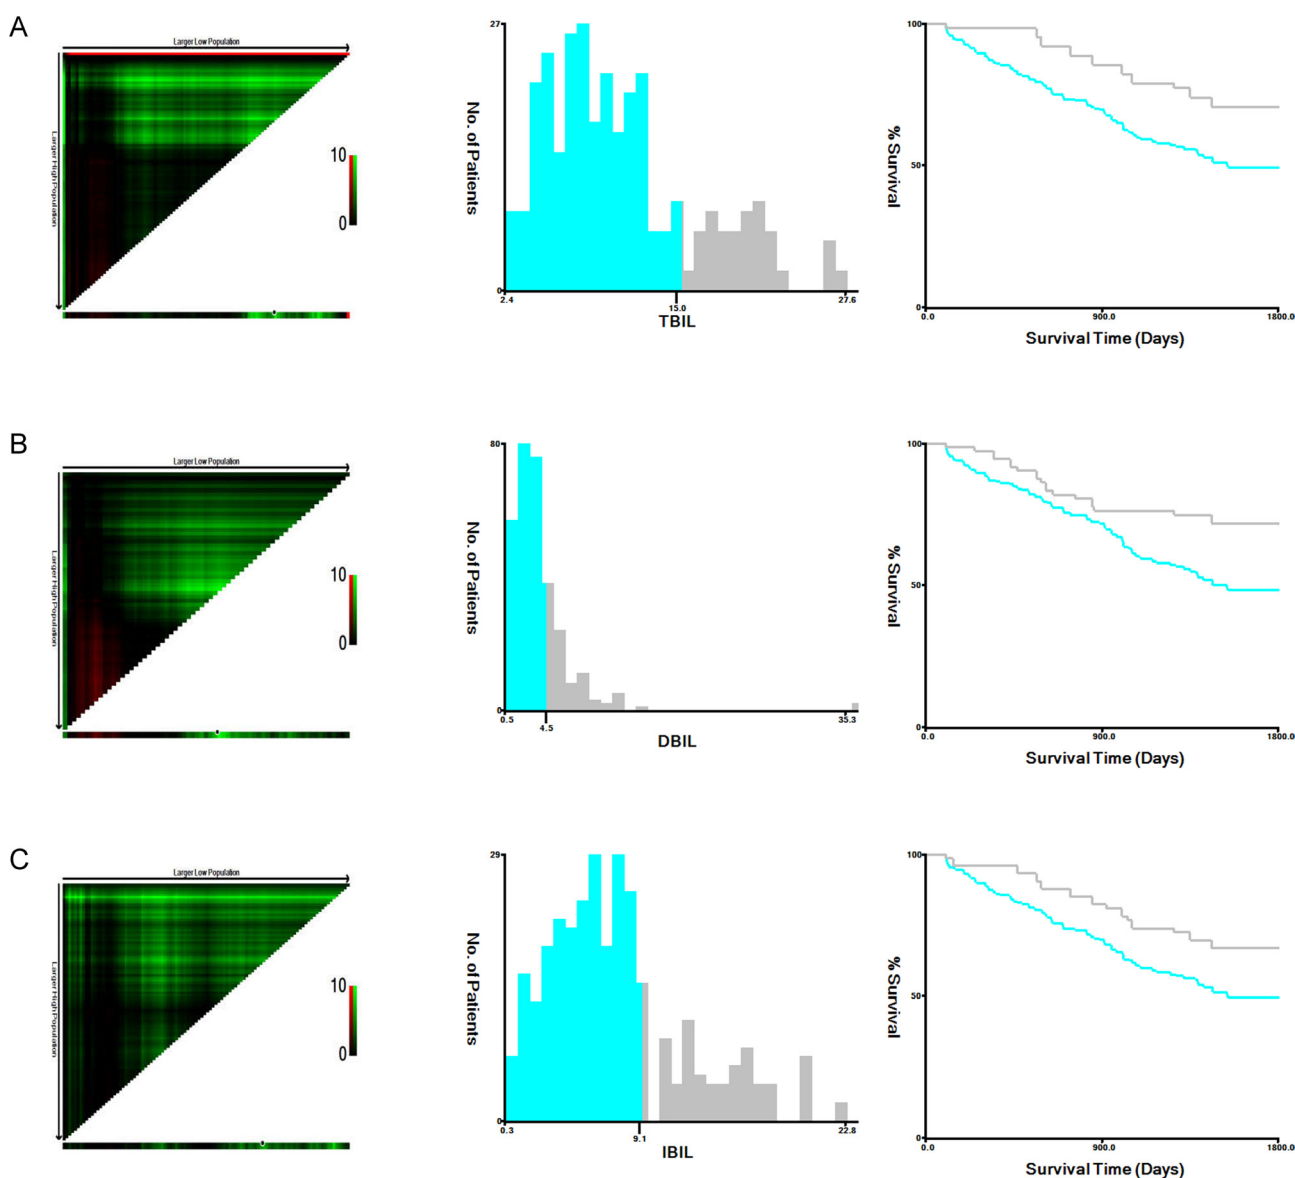 A
Larger Low Population
Larger High Population
10
0
No. of Patients
27
0
2.4
15.0
27.6
TBIL
% Survival
100
50
0
0.0
900.0
1800.0
Survival Time (Days)
B
Larger Low Population
Larger High Population
10
0
No. of Patients
80
0
0.5
4.5
35.3
DBIL
% Survival
100
50
0
0.0
900.0
1800.0
Survival Time (Days)
C
Larger Low Population
Larger High Population
10
0
No. of Patients
29
0
0.3
9.1
22.8
IBIL
% Survival
100
50
0
0.0
900.0
1800.0
Survival Time (Days)